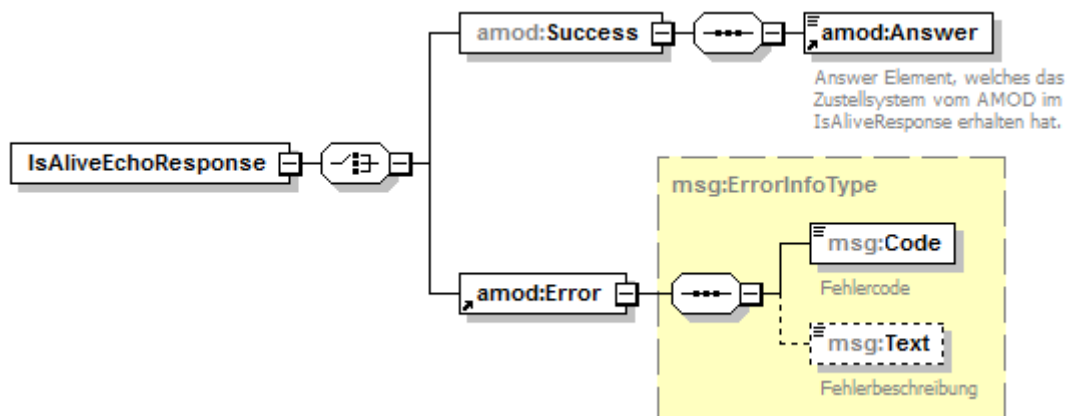 amod:Success
amod:Answer
Answer Element, welches das
Zustellsystem vom AMOD im
IsAliveResponse erhalten hat.
IsAliveEchoResponse
msg:ErrorInfoType
msg:Code
Fehlercode
amod:Error
msg:Text
Fehlerbeschreibung